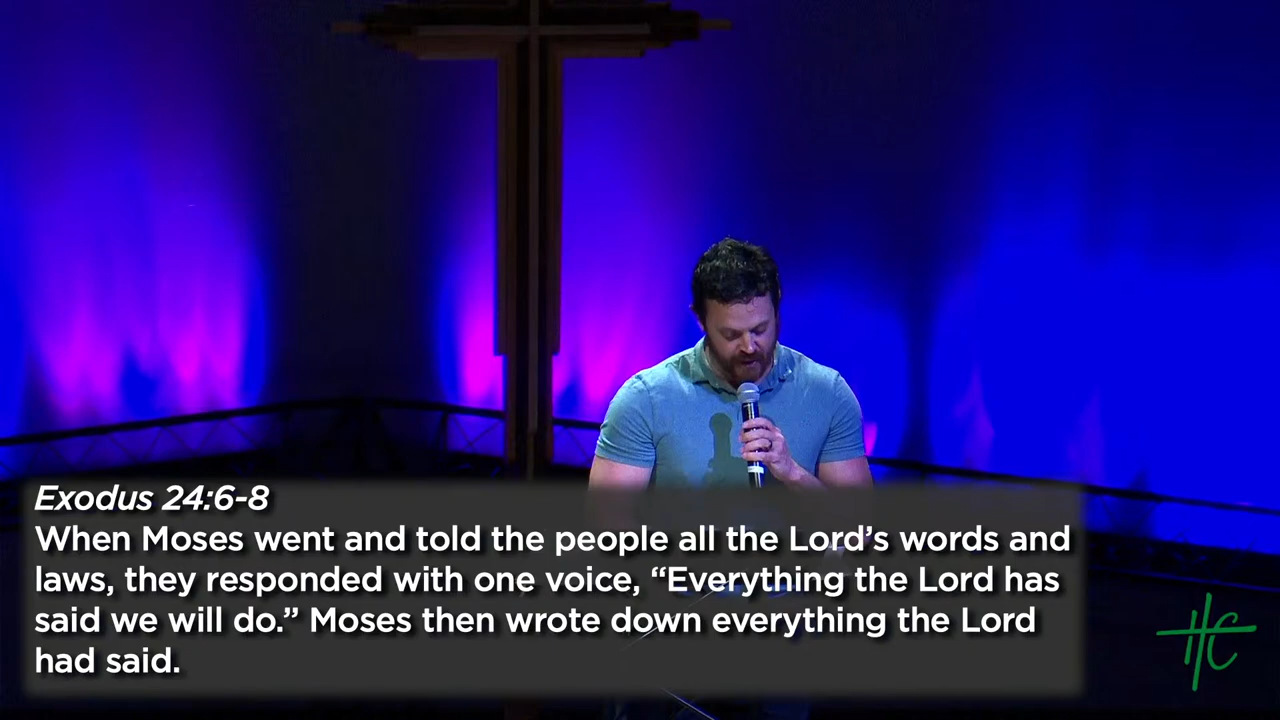 Exodus 24:6-8
When Moses went and told the people all the Lord’s words and
laws, they responded with one voice, “Everything the Lord has
said we will do.” Moses then wrote down everything the Lord
had said.
HC